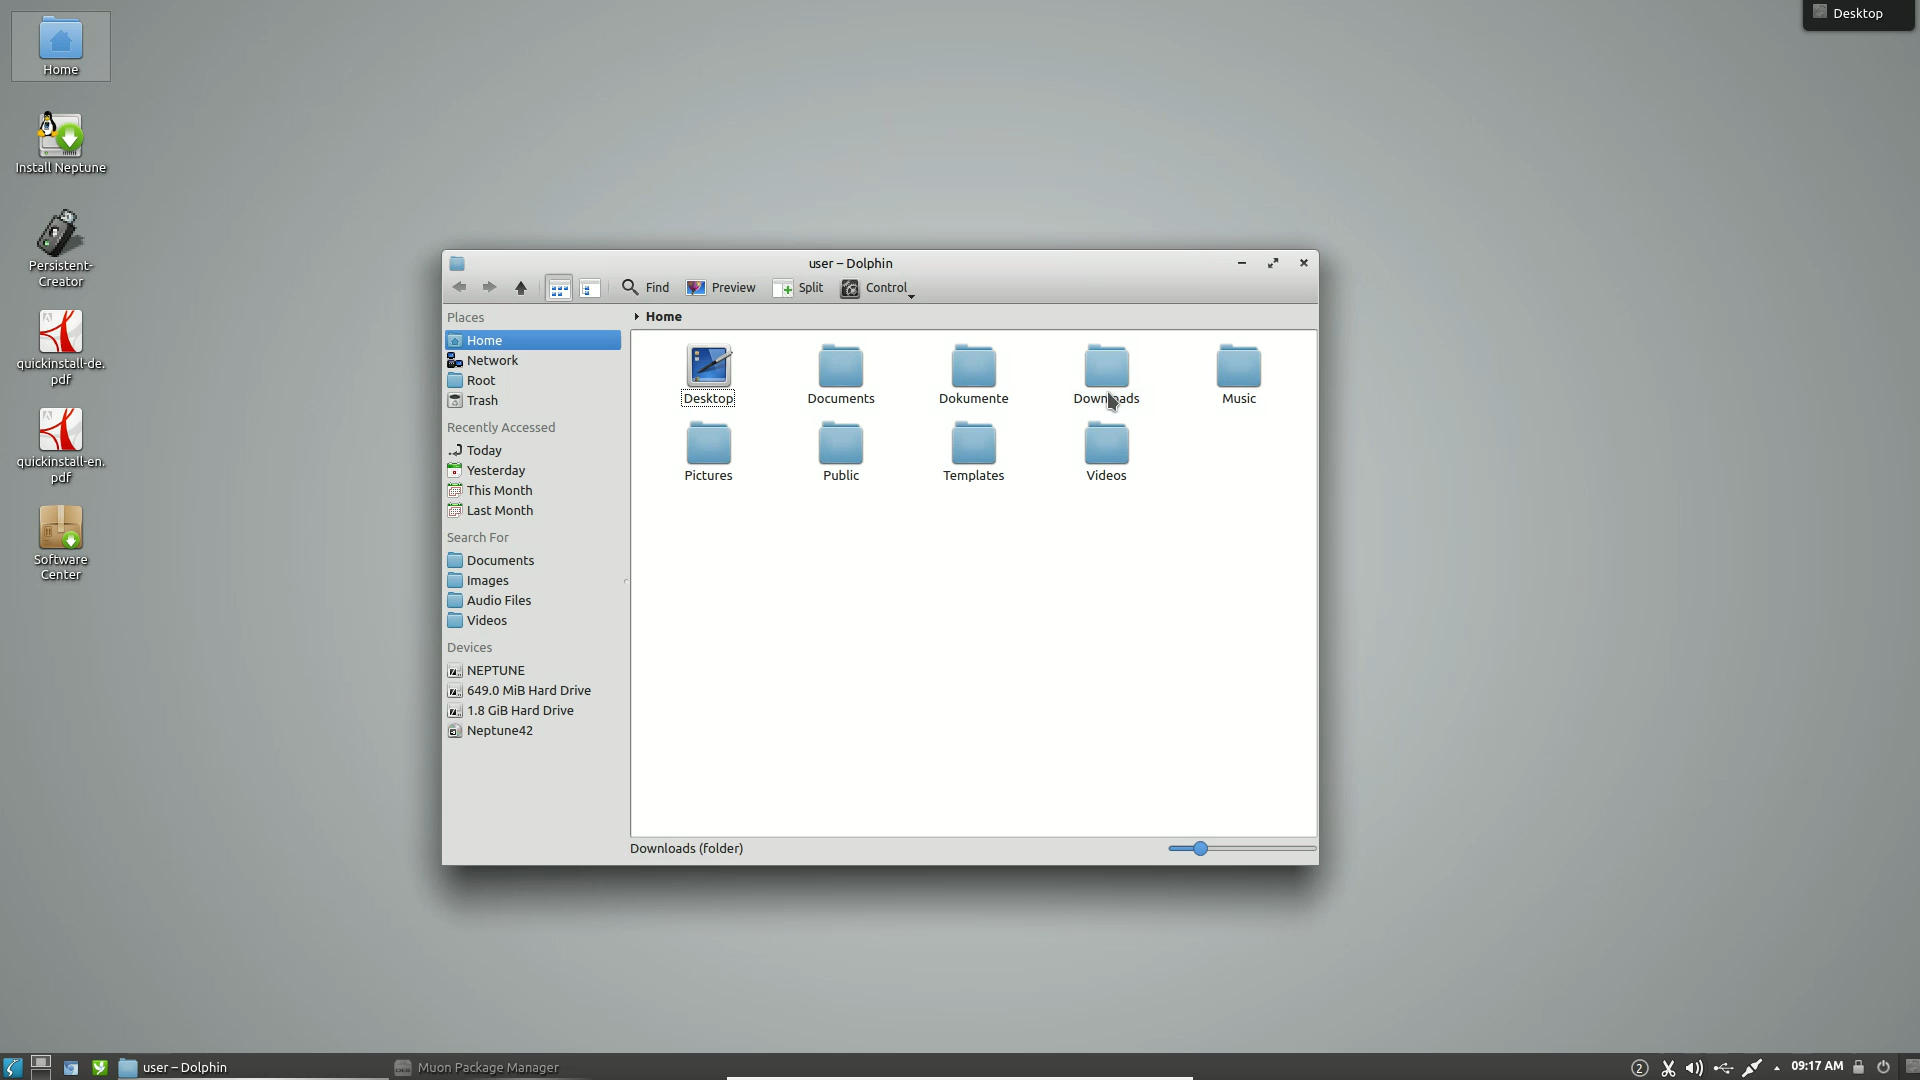 Home
Install Neptune
Persistent-
Creator
quickinstall-de.
pdf
quickinstall-en.
pdf
Software
Center
Desktop
user – Dolphin
Find
Preview
Split
Control
Places
Home
Network
Root
Trash
Recently Accessed
Today
Yesterday
This Month
Last Month
Search For
Documents
Images
Audio Files
Videos
Devices
NEPTUNE
649.0 MiB Hard Drive
1.8 GiB Hard Drive
Neptune42
Home
Desktop
Documents
Dokumente
Downloads
Music
Pictures
Public
Templates
Videos
Downloads (folder)
user – Dolphin
Muon Package Manager
2
09:17 AM